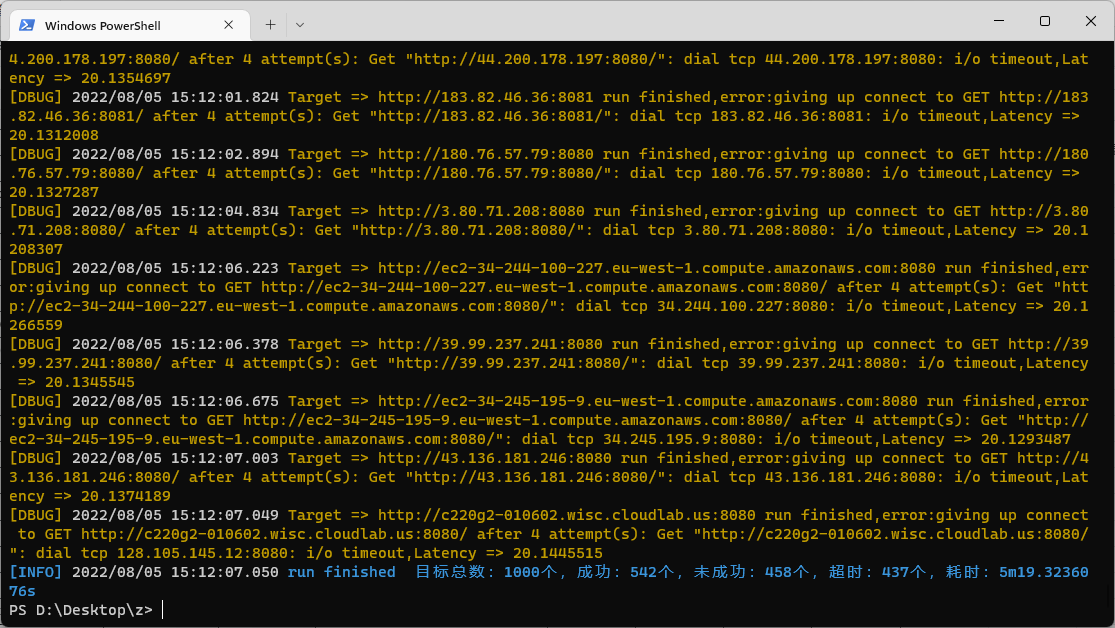 Windows PowerShell
4.200.178.197:8080/ after 4 attempt(s): Get "http://44.200.178.197:8080/": dial tcp 44.200.178.197:8080: i/o timeout,Lat
ency => 20.1354697
[DBUG] 2022/08/05 15:12:01.824 Target => http://183.82.46.36:8081 run finished,error:giving up connect to GET http://183
.82.46.36:8081/ after 4 attempt(s): Get "http://183.82.46.36:8081/": dial tcp 183.82.46.36:8081: i/o timeout,Latency =>
20.1312008
[DBUG] 2022/08/05 15:12:02.894 Target => http://180.76.57.79:8080 run finished,error:giving up connect to GET http://180
.76.57.79:8080/ after 4 attempt(s): Get "http://180.76.57.79:8080/": dial tcp 180.76.57.79:8080: i/o timeout,Latency =>
20.1327287
[DBUG] 2022/08/05 15:12:04.834 Target => http://3.80.71.208:8080 run finished,error:giving up connect to GET http://3.80
.71.208:8080/ after 4 attempt(s): Get "http://3.80.71.208:8080/": dial tcp 3.80.71.208:8080: i/o timeout,Latency => 20.1
208307
[DBUG] 2022/08/05 15:12:06.223 Target => http://ec2-34-244-100-227.eu-west-1.compute.amazonaws.com:8080 run finished,err
or:giving up connect to GET http://ec2-34-244-100-227.eu-west-1.compute.amazonaws.com:8080/ after 4 attempt(s): Get "htt
p://ec2-34-244-100-227.eu-west-1.compute.amazonaws.com:8080/": dial tcp 34.244.100.227:8080: i/o timeout,Latency => 20.1
266559
[DBUG] 2022/08/05 15:12:06.378 Target => http://39.99.237.241:8080 run finished,error:giving up connect to GET http://39
.99.237.241:8080/ after 4 attempt(s): Get "http://39.99.237.241:8080/": dial tcp 39.99.237.241:8080: i/o timeout,Latency
=> 20.1345545
[DBUG] 2022/08/05 15:12:06.675 Target => http://ec2-34-245-195-9.eu-west-1.compute.amazonaws.com:8080 run finished,error
:giving up connect to GET http://ec2-34-245-195-9.eu-west-1.compute.amazonaws.com:8080/ after 4 attempt(s): Get "http://
ec2-34-245-195-9.eu-west-1.compute.amazonaws.com:8080/": dial tcp 34.245.195.9:8080: i/o timeout,Latency => 20.1293487
[DBUG] 2022/08/05 15:12:07.003 Target => http://43.136.181.246:8080 run finished,error:giving up connect to GET http://4
3.136.181.246:8080/ after 4 attempt(s): Get "http://43.136.181.246:8080/": dial tcp 43.136.181.246:8080: i/o timeout,Lat
ency => 20.1374189
[DBUG] 2022/08/05 15:12:07.049 Target => http://c220g2-010602.wisc.cloudlab.us:8080 run finished,error:giving up connect
to GET http://c220g2-010602.wisc.cloudlab.us:8080/ after 4 attempt(s): Get "http://c220g2-010602.wisc.cloudlab.us:8080/
": dial tcp 128.105.145.12:8080: i/o timeout,Latency => 20.1445515
[INFO] 2022/08/05 15:12:07.050 run finished  目标总数: 1000个, 成功: 542个, 未成功: 458个, 超时: 437个, 耗时: 5m19.32360
76s
PS D:\Desktop\z>